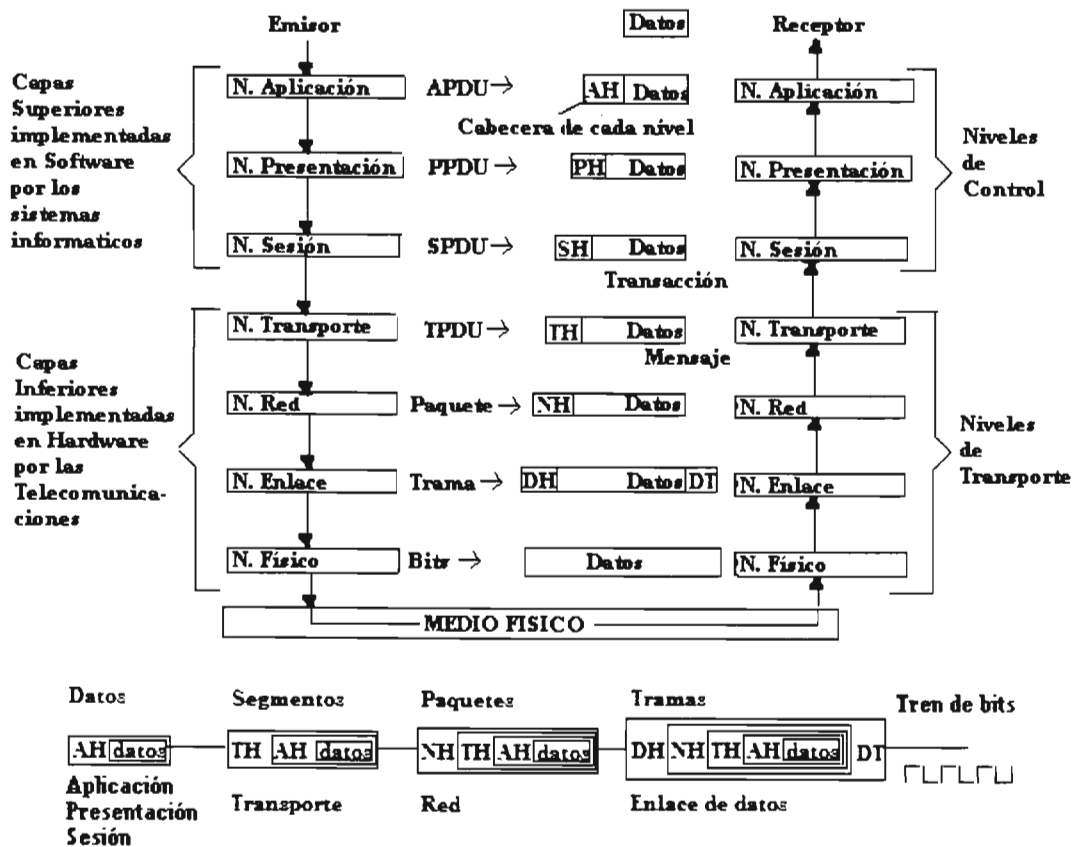 Emisor
Datos
Receptor
Capas
Superiores
implementadas
en Software
por los
sistemas
informaticos
N. Aplicación
APDU
AH Datos
N. Aplicación
Cabecera de cada nível
N. Presentación
PPDU
PH Datos
N. Presentación
Niveles
de
Control
N. Sesión
SPDU
SH Datos
N. Sesión
Transacción
Capas
Inferiores
implementadas
en Hardware
por las
Telecomunica-
ciones
N. Transporte
TPDU
TH Datos
N. Transporte
Mensaje
N. Red
Paquete
NH Datos
N. Red
Niveles
de
Transporte
N. Enlace
Trama
DH Datos DT
N. Enlace
N. Físico
Bits
Datos
N. Físico
MEDIO FISICO
Datos
Segmentos
Paquetes
Tramas
Tren de bits
AH datos
TH AH datos
NH TH AH datos
DH NH TH AH datos DT
Aplicación
Presentación
Sesión
Transporte
Red
Enlace de datos